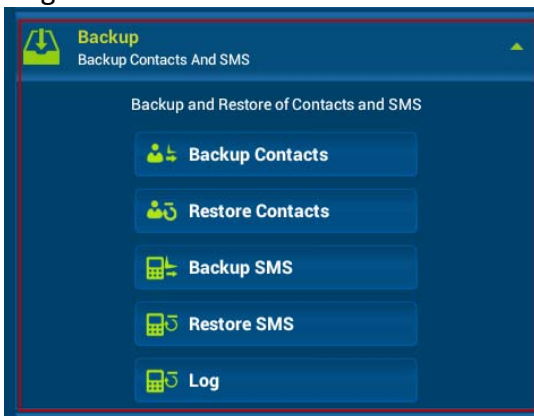 Backup
Backup Contacts And SMS
Backup and Restore of Contacts and SMS
Backup Contacts
Restore Contacts
Backup SMS
Restore SMS
Log